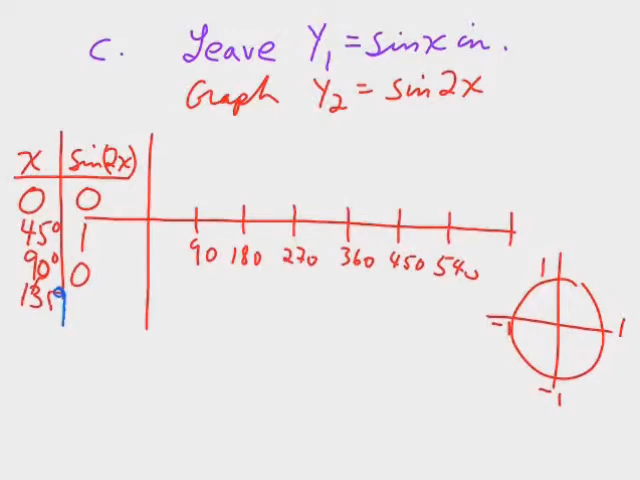 C. Leave Y₁ = sinx in.
Graph Y₂ = sin2x
x sin(2x)
0 0
45° 1
90° 0
135°
90 180 270 360 450 540
1
-1 1
-1